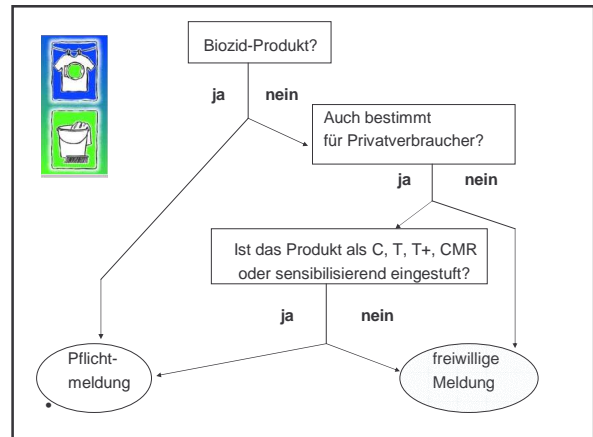 Biozid-Produkt?
ja nein
Auch bestimmt
für Privatverbraucher?
ja nein
Ist das Produkt als C, T, T+, CMR
oder sensibilisierend eingestuft?
ja nein
Pflicht-
meldung
freiwillige
Meldung